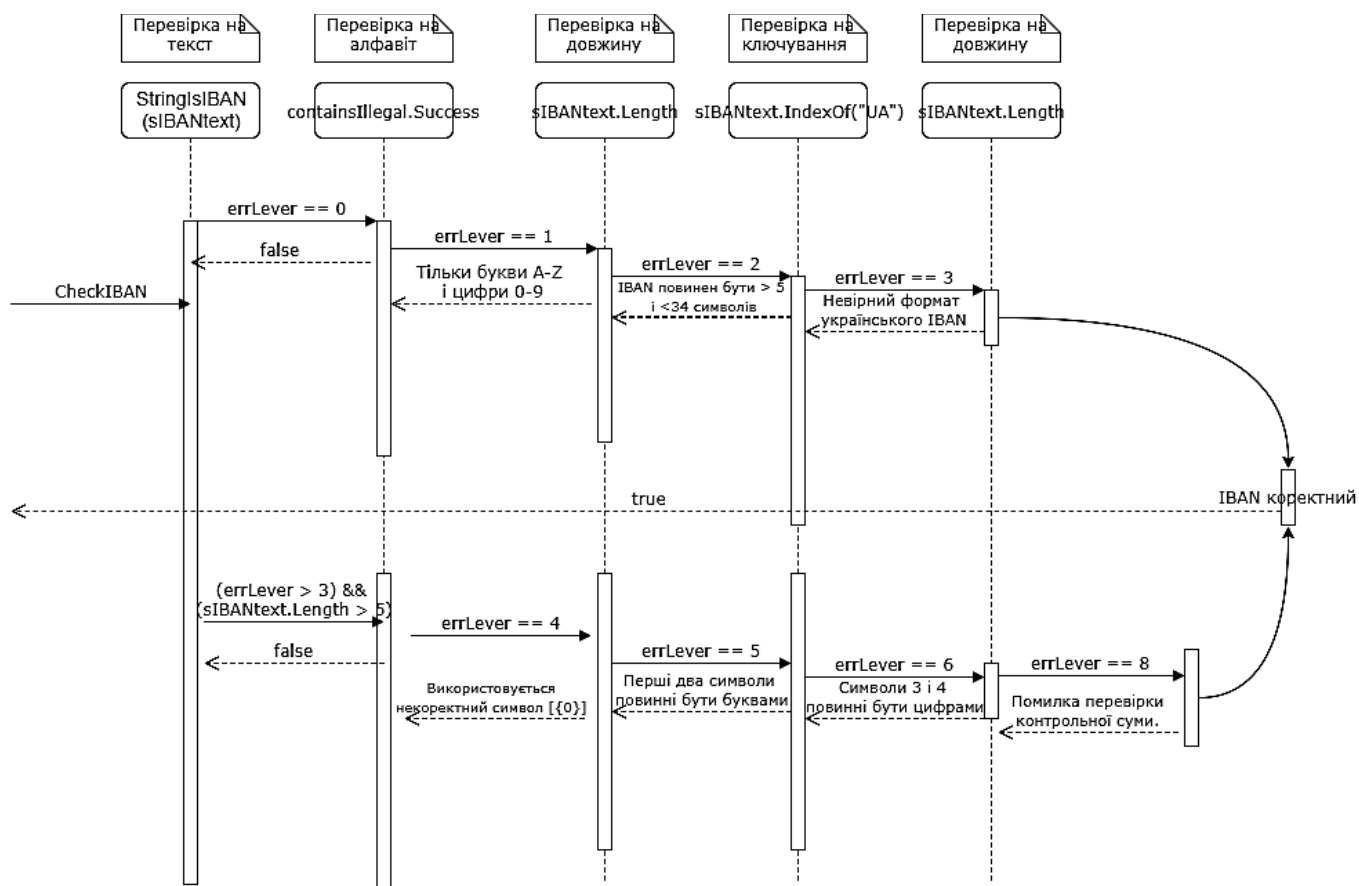 Перевірка на
текст
Перевірка на
алфавіт
Перевірка на
довжину
Перевірка на
ключування
Перевірка на
довжину
StringIsIBAN
(sIBANtext)
containsIllegal.Success
sIBANtext.Length
sIBANtext.IndexOf("UA")
sIBANtext.Length
errLever == 0
false
errLever == 1
Тільки букви A-Z
і цифри 0-9
errLever == 2
IBAN повинен бути > 5
і <34 символів
errLever == 3
Невірний формат
українського IBAN
CheckIBAN
true
IBAN коректний
(errLever > 3) &&
(sIBANtext.Length > 5)
false
errLever == 4
Використовується
некоректний символ [{0}]
errLever == 5
Перші два символи
повинні бути буквами
errLever == 6
Символи 3 і 4
повинні бути цифрами
errLever == 8
Помилка перевірки
контрольної суми.